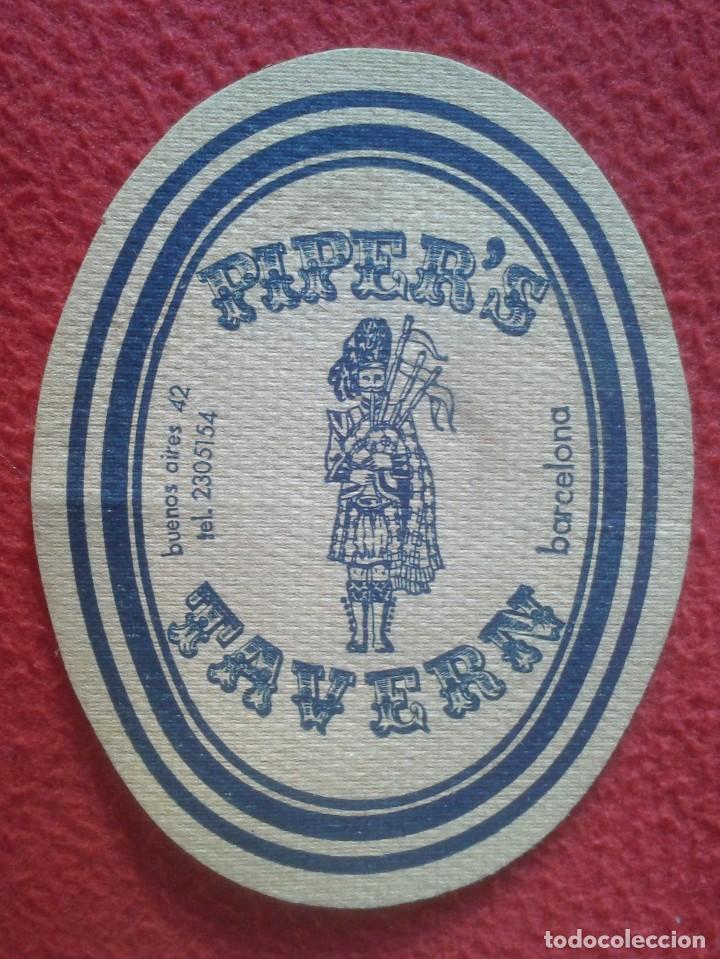 PIPER'S
buenos aires 42
tel. 2305154
barcelona
TAVERN
todocoleccion